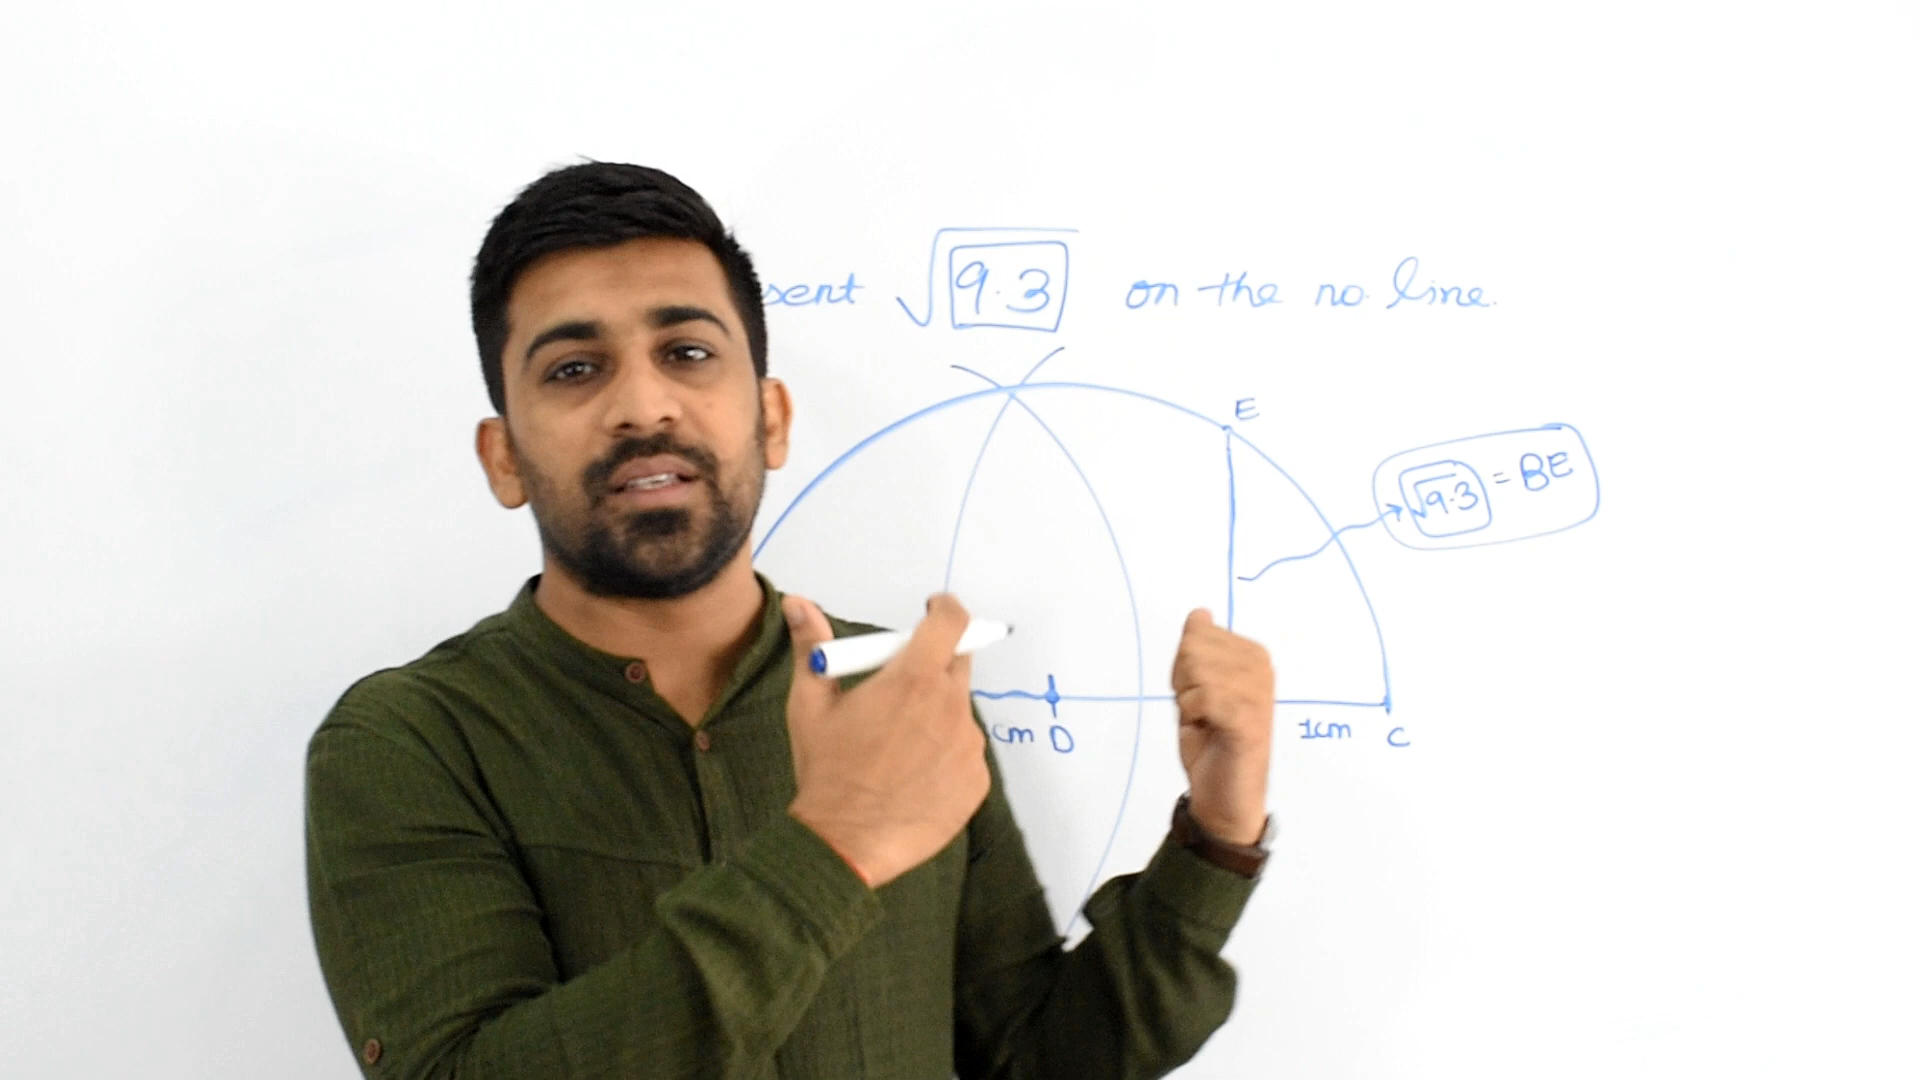 sent √9.3 on the no. line.
E
√9.3 = BE
cm D 1cm C